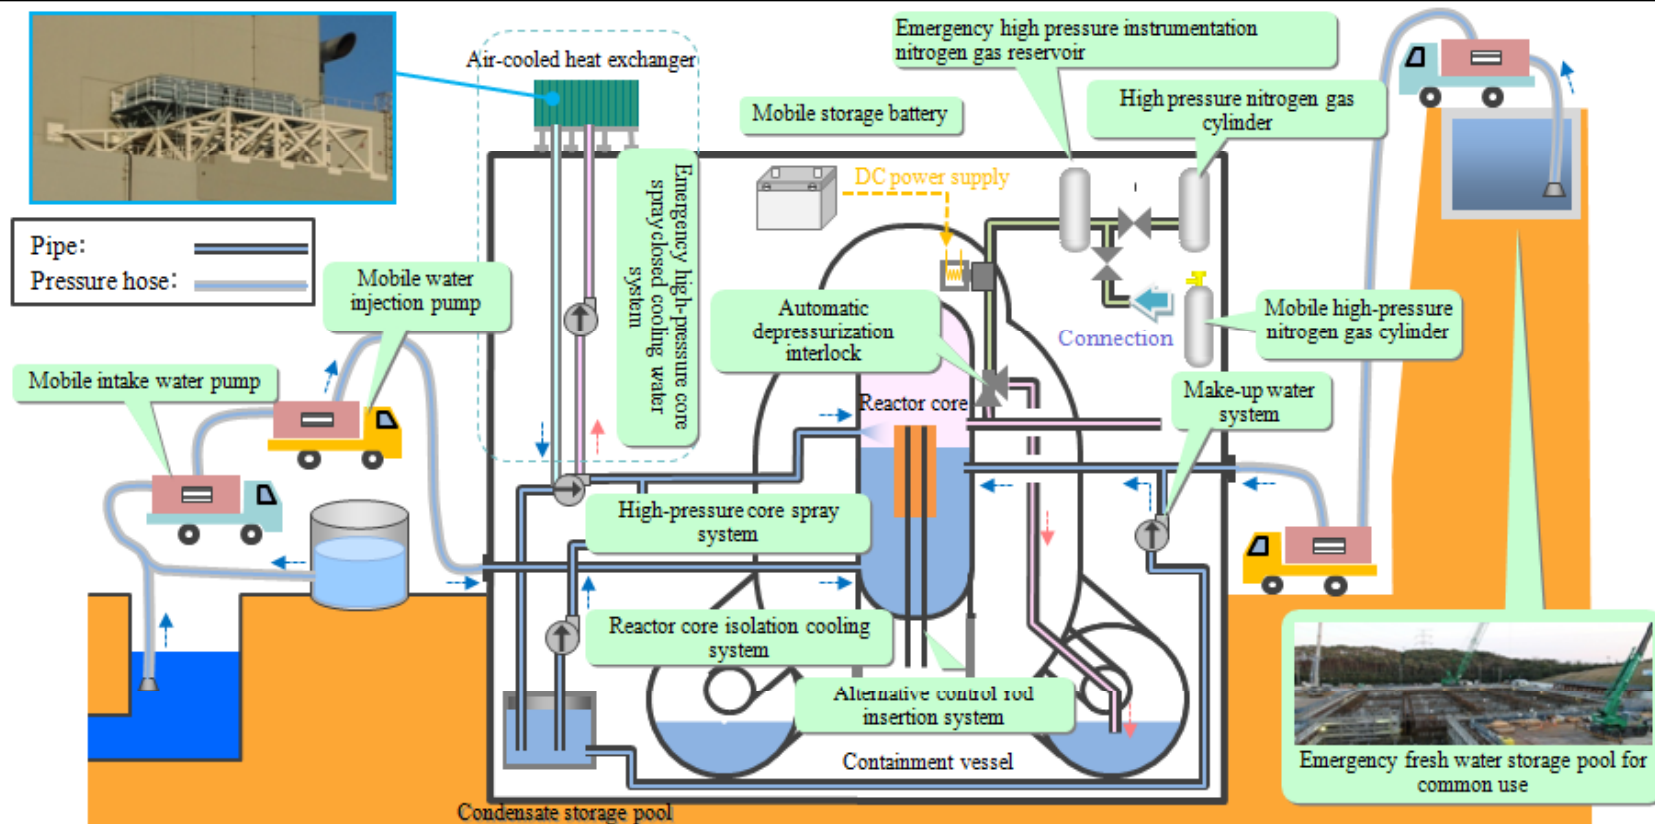 Air-cooled heat exchanger
Emergency high pressure instrumentation
nitrogen gas reservoir
High pressure nitrogen gas
cylinder
Mobile storage battery
DC power supply
Emergency high-pressure core
spray closed cooling water
system
Pipe:
Pressure hose:
Mobile water
injection pump
Mobile intake water pump
Automatic
depressurization
interlock
Connection
Mobile high-pressure
nitrogen gas cylinder
Make-up water
system
Reactor core
High-pressure core spray
system
Reactor core isolation cooling
system
Alternative control rod
insertion system
Containment vessel
Condensate storage pool
Emergency fresh water storage pool for
common use